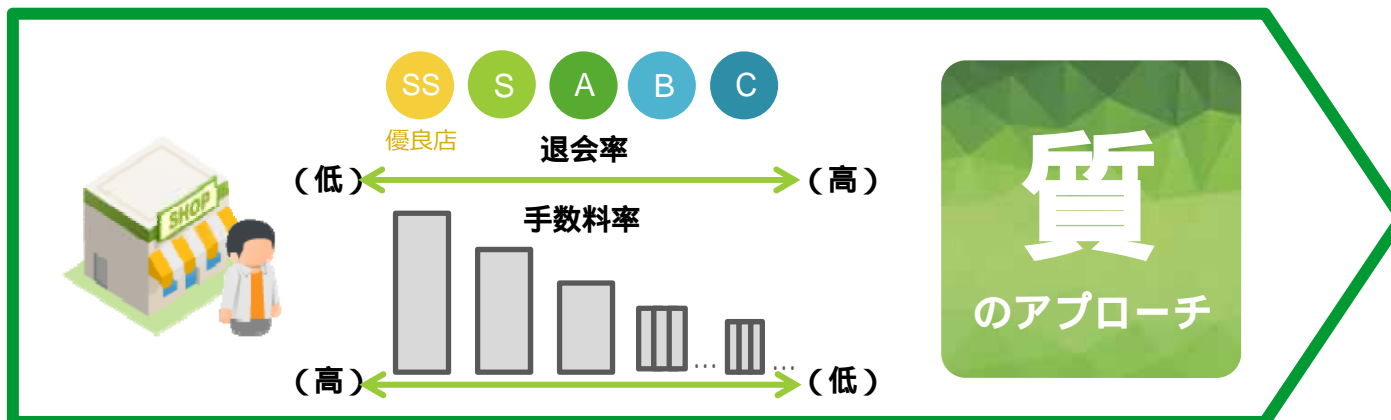 SS S A B C
優良店
退会率
(低) (高)
SHOP
手数料率
... ...
(高) (低)
質
のアプローチ